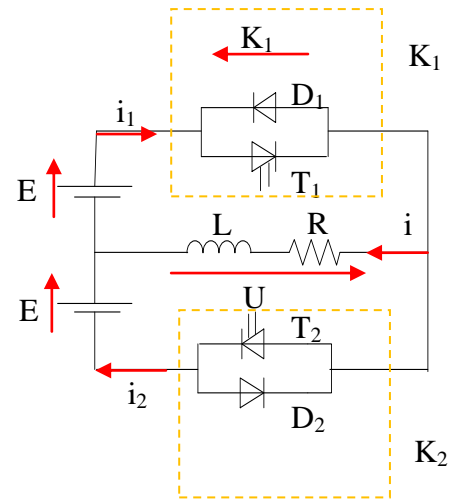 K₁
K₁
D₁
i₁
T₁
E
L
R
i
E
U
T₂
i₂
D₂
K₂